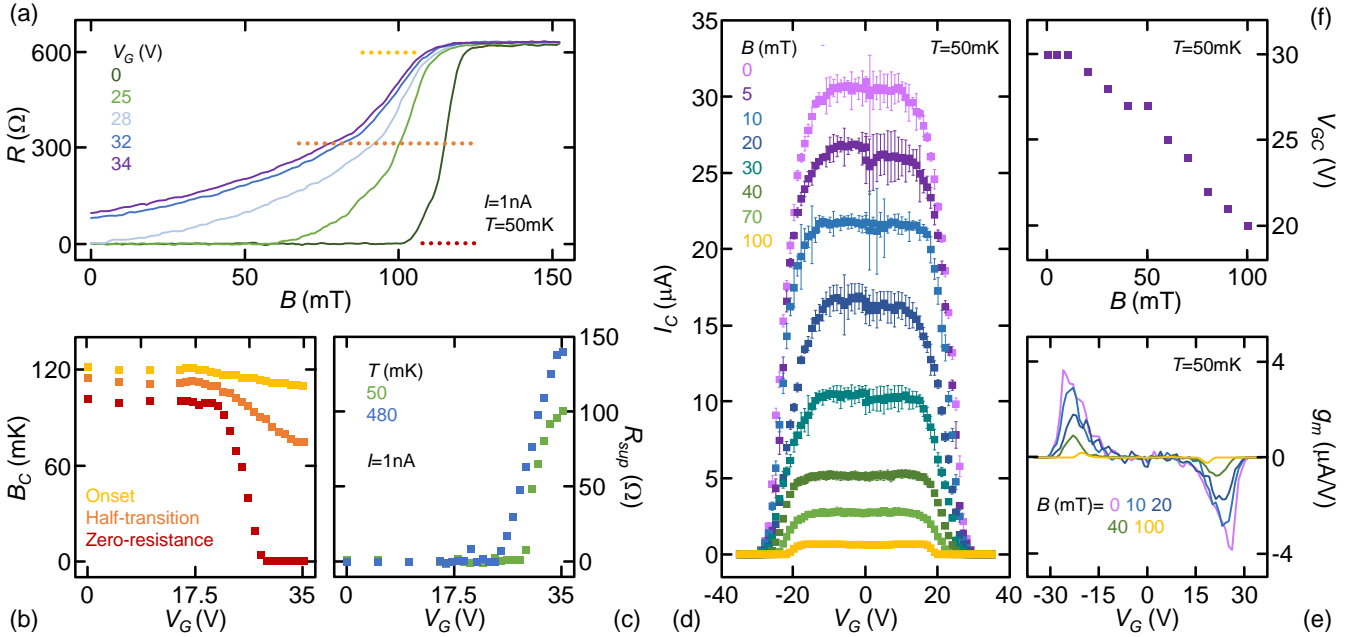 (a)
600
300
0
R (Ω)
V_G (V)
0
25
28
32
34
I=1nA
T=50mK
0
50
100
150
B (mT)
120
60
0
B_C (mK)
Onset
Half-transition
Zero-resistance
0
17.5
35
V_G (V)
(b)
T (mK)
50
480
I=1nA
150
100
50
0
R_sup (Ω)
0
17.5
35
V_G (V)
(c)
(d)
35
30
25
20
15
10
5
0
I_C (μA)
B (mT)
0
5
10
20
30
40
70
100
T=50mK
-40
-20
0
20
40
V_G (V)
(f)
T=50mK
30
25
20
V_GC (V)
0
50
100
B (mT)
T=50mK
4
0
-4
g_m (μA/V)
B (mT)= 0 10 20
40 100
-30
-15
0
15
30
V_G (V)
(e)